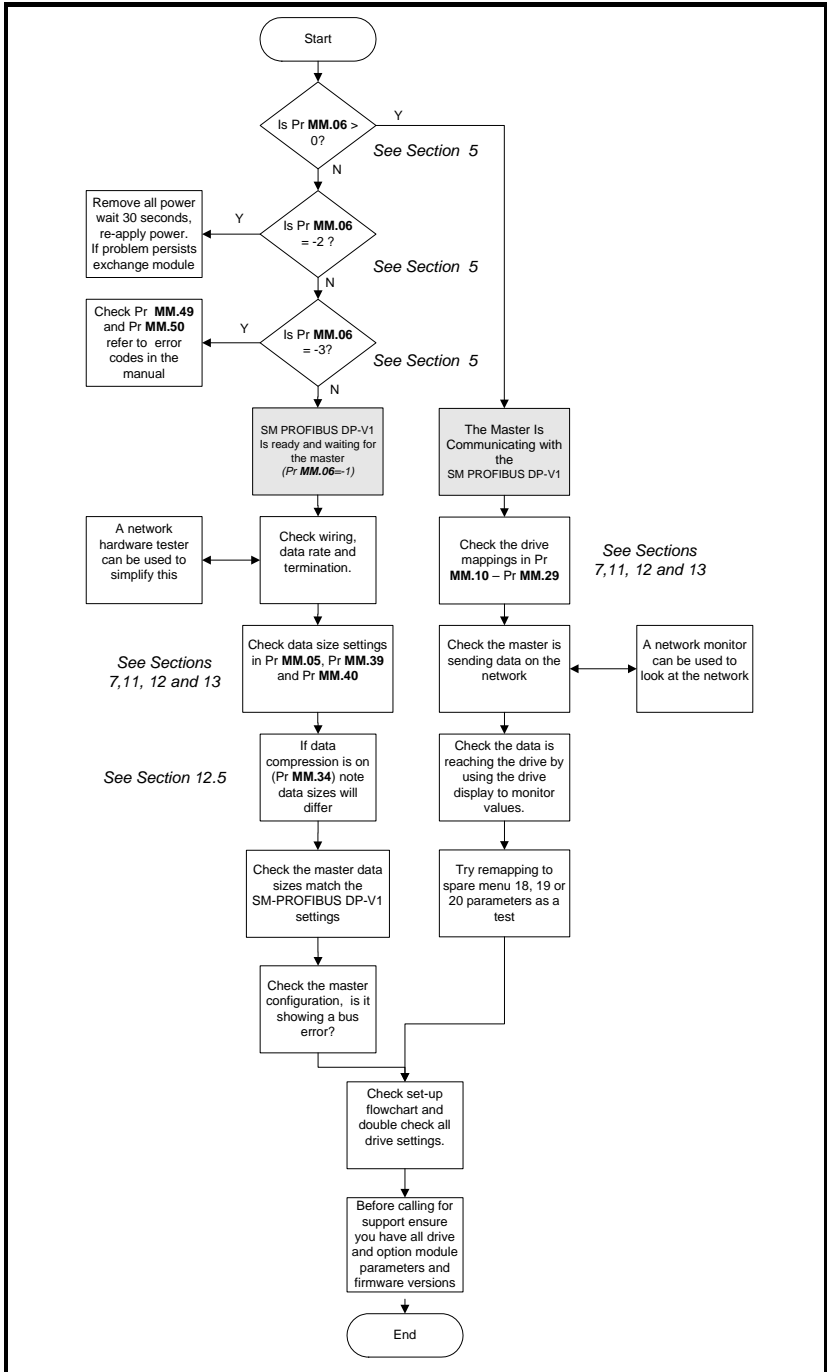 Start
Is Pr MM.06 >
0?
Y
See Section 5
N
Remove all power
wait 30 seconds,
re-apply power.
If problem persists
exchange module
Y
Is Pr MM.06
= -2 ?
See Section 5
N
Check Pr MM.49
and Pr MM.50
refer to error
codes in the
manual
Y
Is Pr MM.06
= -3?
See Section 5
N
SM PROFIBUS DP-V1
Is ready and waiting for
the master
(Pr MM.06=-1)
The Master Is
Communicating with
the
SM PROFIBUS DP-V1
A network
hardware tester
can be used to
simplify this
Check wiring,
data rate and
termination.
Check the drive
mappings in Pr
MM.10 – Pr MM.29
See Sections
7,11, 12 and 13
See Sections
7,11, 12 and 13
Check data size settings
in Pr MM.05, Pr MM.39
and Pr MM.40
Check the master is
sending data on the
network
A network monitor
can be used to
look at the network
See Section 12.5
If data
compression is on
(Pr MM.34) note
data sizes will
differ
Check the data is
reaching the drive by
using the drive
display to monitor
values.
Check the master data
sizes match the
SM-PROFIBUS DP-V1
settings
Try remapping to
spare menu 18, 19 or
20 parameters as a
test
Check the master
configuration, is it
showing a bus
error?
Check set-up
flowchart and
double check all
drive settings.
Before calling for
support ensure
you have all drive
and option module
parameters and
firmware versions
End